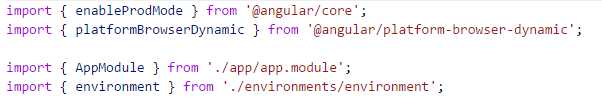 import { enableProdMode } from '@angular/core';
import { platformBrowserDynamic } from '@angular/platform-browser-dynamic';
import { AppModule } from './app/app.module';
import { environment } from './environments/environment';